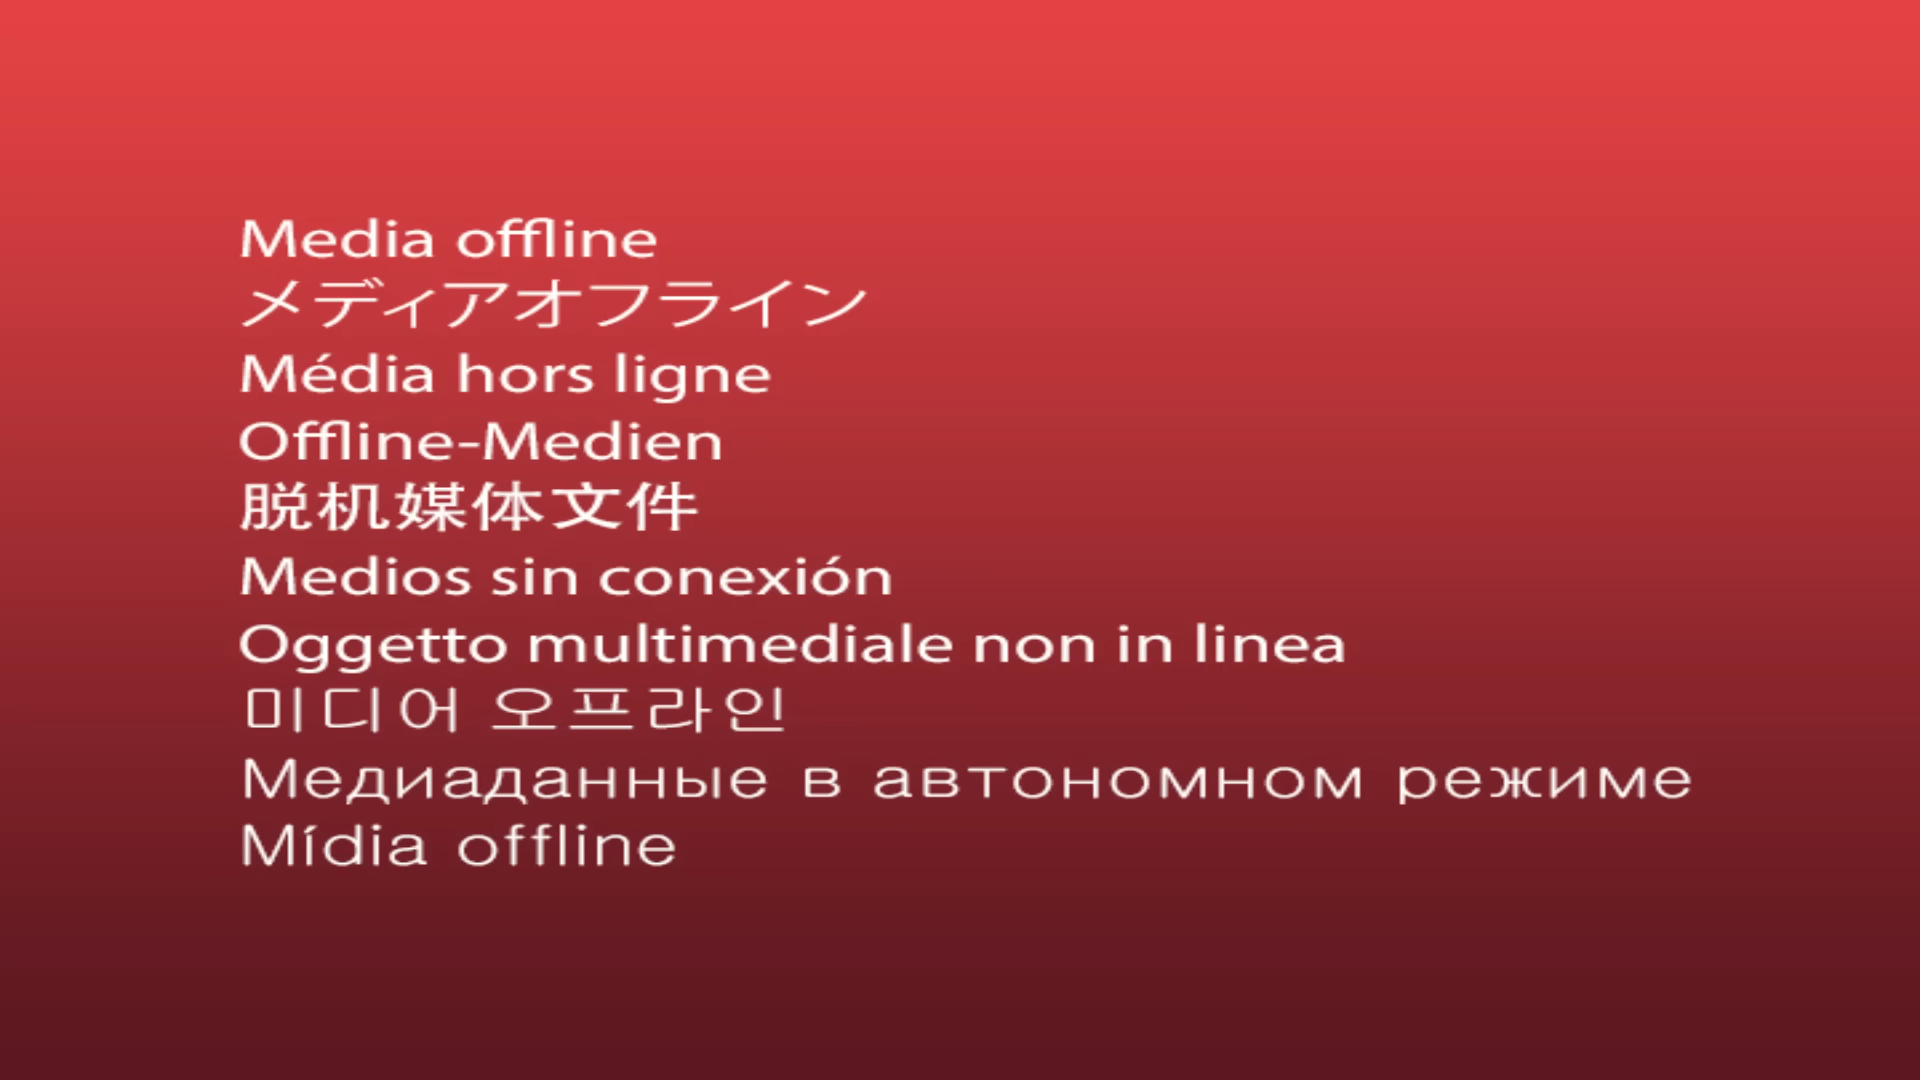 Media offline
メディアオフライン
Média hors ligne
Offline-Medien
脱机媒体文件
Medios sin conexión
Oggetto multimediale non in linea
미디어 오프라인
Медиаданные в автономном режиме
Mídia offline